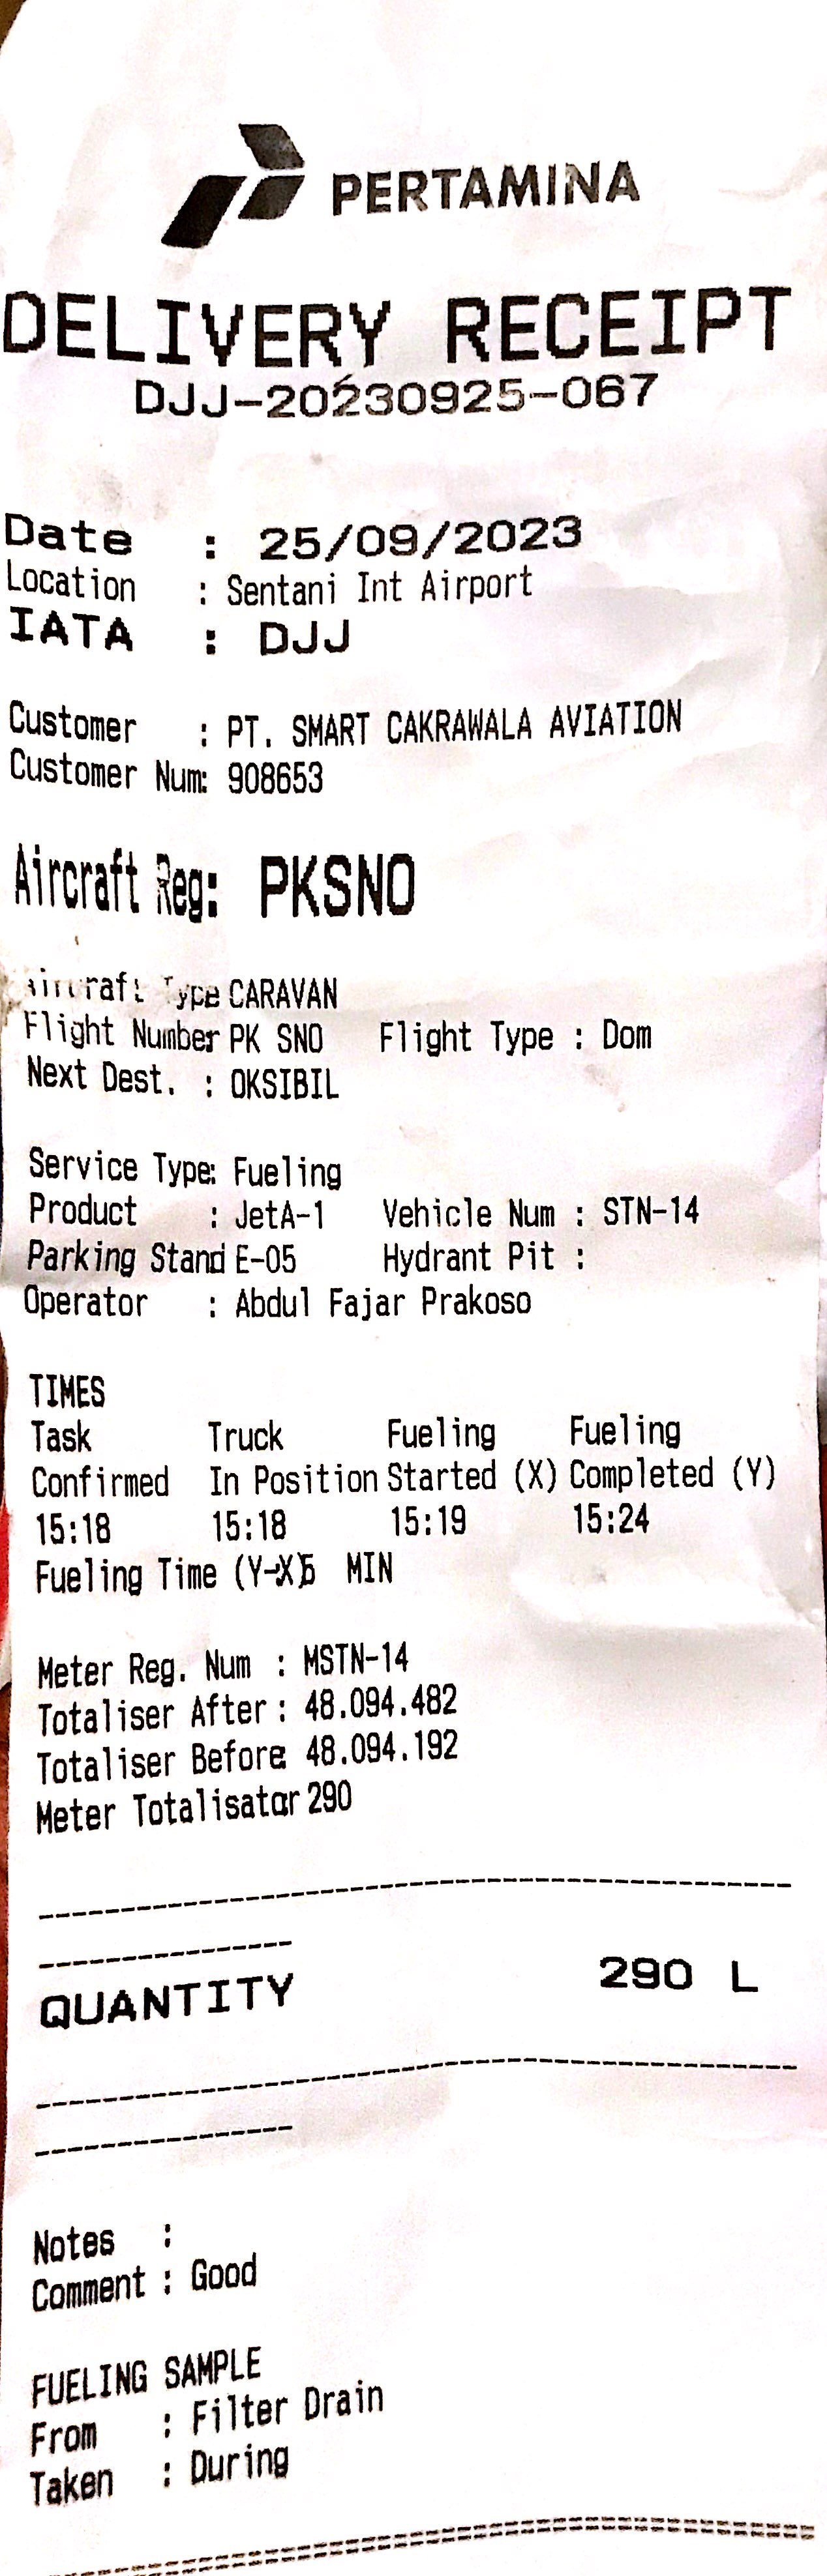 PERTAMINA
DELIVERY RECEIPT
DJJ-20230925-067
Date : 25/09/2023
Location : Sentani Int Airport
IATA : DJJ
Customer : PT. SMART CAKRAWALA AVIATION
Customer Num: 908653
Aircraft Reg: PKSNO
Aircraft Type CARAVAN
Flight Number PK SNO Flight Type : Dom
Next Dest. : OKSIBIL
Service Type: Fueling
Product : JetA-1 Vehicle Num : STN-14
Parking Stand E-05 Hydrant Pit :
Operator : Abdul Fajar Prakoso
TIMES
Task Truck Fueling Fueling
Confirmed In Position Started (X) Completed (Y)
15:18 15:18 15:19 15:24
Fueling Time (Y-X)5 MIN
Meter Reg. Num : MSTN-14
Totaliser After : 48.094.482
Totaliser Before 48.094.192
Meter Totalisator 290
QUANTITY 290 L
Notes :
Comment : Good
FUELING SAMPLE
From : Filter Drain
Taken : During